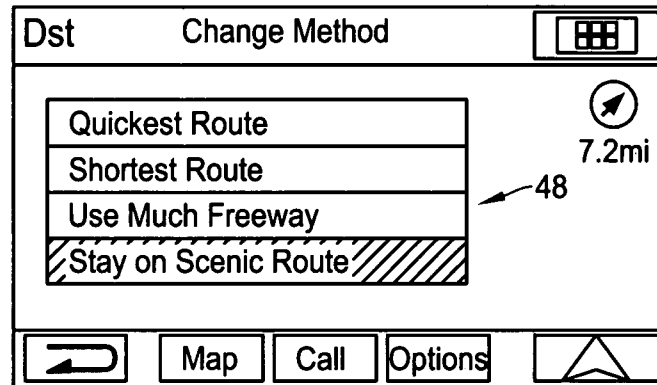 Dst Change Method
7.2mi
Quickest Route
Shortest Route
Use Much Freeway
48
Stay on Scenic Route
Map Call Options